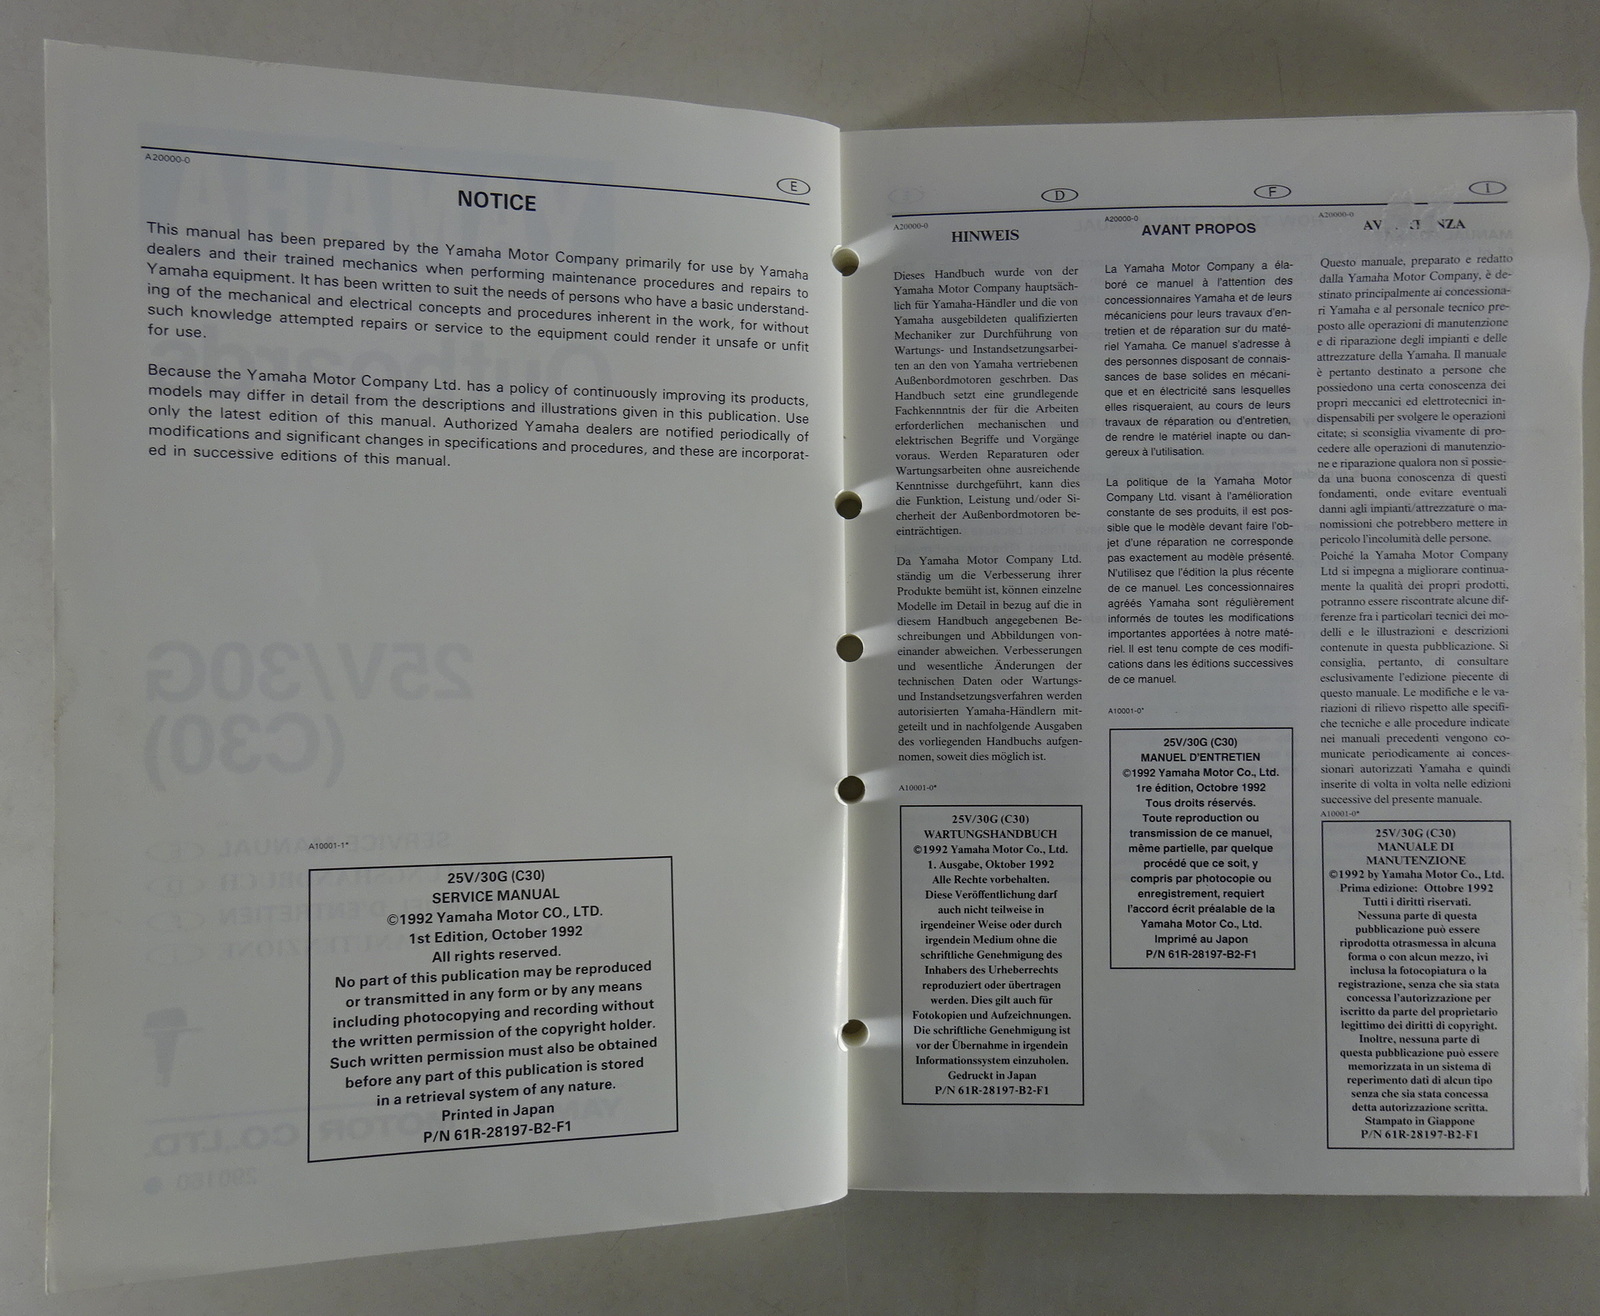 A20000-0
E
NOTICE
This manual has been prepared by the Yamaha Motor Company primarily for use by Yamaha
dealers and their trained mechanics when performing maintenance procedures and repairs to
Yamaha equipment. It has been written to suit the needs of persons who have a basic understand-
ing of the mechanical and electrical concepts and procedures inherent in the work, for without
such knowledge attempted repairs or service to the equipment could render it unsafe or unfit
for use.
Because the Yamaha Motor Company Ltd. has a policy of continuously improving its products,
models may differ in detail from the descriptions and illustrations given in this publication. Use
only the latest edition of this manual. Authorized Yamaha dealers are notified periodically of
modifications and significant changes in specifications and procedures, and these are incorporat-
ed in successive editions of this manual.
A10001-1*
25V/30G (C30)
SERVICE MANUAL
©1992 Yamaha Motor CO., LTD.
1st Edition, October 1992
All rights reserved.
No part of this publication may be reproduced
or transmitted in any form or by any means
including photocopying and recording without
the written permission of the copyright holder.
Such written permission must also be obtained
before any part of this publication is stored
in a retrieval system of any nature.
Printed in Japan
P/N 61R-28197-B2-F1
D
A20000-0
HINWEIS
Dieses Handbuch wurde von der
Yamaha Motor Company hauptsäch-
lich für Yamaha-Händler und die von
Yamaha ausgebildeten qualifizierten
Mechaniker zur Durchführung von
Wartungs- und Instandsetzungsarbei-
ten an den von Yamaha vertriebenen
Außenbordmotoren geschrben. Das
Handbuch setzt eine grundlegende
Fachkennntnis der für die Arbeiten
erforderlichen mechanischen und
elektrischen Begriffe und Vorgänge
voraus. Werden Reparaturen oder
Wartungsarbeiten ohne ausreichende
Kenntnisse durchgeführt, kann dies
die Funktion, Leistung und/oder Si-
cherheit der Außenbordmotoren be-
einträchtigen.
Da Yamaha Motor Company Ltd.
ständig um die Verbesserung ihrer
Produkte bemüht ist, können einzelne
Modelle im Detail in bezug auf die in
diesem Handbuch angegebenen Be-
schreibungen und Abbildungen von-
einander abweichen. Verbesserungen
und wesentliche Änderungen der
technischen Daten oder Wartungs-
und Instandsetzungsverfahren werden
autorisierten Yamaha-Händlern mit-
geteilt und in nachfolgende Ausgaben
des vorliegenden Handbuchs aufgen-
nomen, soweit dies möglich ist.
A10001-0*
25V/30G (C30)
WARTUNGSHANDBUCH
©1992 Yamaha Motor Co., Ltd.
1. Ausgabe, Oktober 1992
Alle Rechte vorbehalten.
Diese Veröffentlichung darf
auch nicht teilweise in
irgendeiner Weise oder durch
irgendein Medium ohne die
schriftliche Genehmigung des
Inhabers des Urheberrechts
reproduziert oder übertragen
werden. Dies gilt auch für
Fotokopien und Aufzeichnungen.
Die schriftliche Genehmigung ist
vor der Übernahme in irgendein
Informationssystem einzuholen.
Gedruckt in Japan
P/N 61R-28197-B2-F1
F
A20000-0
AVANT PROPOS
La Yamaha Motor Company a éla-
boré ce manuel à l'attention des
concessionnaires Yamaha et de leurs
mécaniciens pour leurs travaux d'en-
tretien et de réparation sur du maté-
riel Yamaha. Ce manuel s'adresse à
des personnes disposant de connais-
sances de base solides en mécani-
que et en électricité sans lesquelles
elles risqueraient, au cours de leurs
travaux de réparation ou d'entretien,
de rendre le matériel inapte ou dan-
gereux à l'utilisation.
La politique de la Yamaha Motor
Company Ltd. visant à l'amélioration
constante de ses produits, il est pos-
sible que le modèle devant faire l'ob-
jet d'une réparation ne corresponde
pas exactement au modèle présenté.
N'utilisez que l'édition la plus récente
de ce manuel. Les concessionnaires
agréés Yamaha sont régulièrement
informés de toutes les modifications
importantes apportées à notre maté-
riel. Il est tenu compte de ces modifi-
cations dans les éditions successives
de ce manuel.
A10001-0*
25V/30G (C30)
MANUEL D'ENTRETIEN
©1992 Yamaha Motor Co., Ltd.
1re édition, Octobre 1992
Tous droits réservés.
Toute reproduction ou
transmission de ce manuel,
même partielle, par quelque
procédé que ce soit, y
compris par photocopie ou
enregistrement, requiert
l'accord écrit préalable de la
Yamaha Motor Co., Ltd.
Imprimé au Japon
P/N 61R-28197-B2-F1
I
A20000-0
Questo manuale, preparato e redatto
dalla Yamaha Motor Company, è de-
stinato principalmente ai concessiona-
ri Yamaha e al personale tecnico pre-
posto alle operazioni di manutenzione
e di riparazione degli impianti e delle
attrezzature della Yamaha. Il manuale
è pertanto destinato a persone che
possiedono una certa conoscenza dei
propri meccanici ed elettrotecnici in-
dispensabili per svolgere le operazioni
citate; si sconsiglia vivamente di pro-
cedere alle operazioni di manutenzio-
ne e riparazione qualora non si possie-
da una buona conoscenza di questi
fondamenti, onde evitare eventuali
danni agli impianti/attrezzature o ma-
nomissioni che potrebbero mettere in
pericolo l'incolumità delle persone.
Poiché la Yamaha Motor Company
Ltd si impegna a migliorare continua-
mente la qualità dei propri prodotti,
potranno essere riscontrate alcune dif-
ferenze fra i particolari tecnici dei mo-
delli e le illustrazioni e descrizioni
contenute in questa pubblicazione. Si
consiglia, pertanto, di consultare
esclusivamente l'edizione piecente di
questo manuale. Le modifiche e le va-
riazioni di rilievo rispetto alle specifi-
che tecniche e alle procedure indicate
nei manuali precedenti vengono co-
municate periodicamente ai conces-
sionari autorizzati Yamaha e quindi
inserite di volta in volta nelle edizioni
successive del presente manuale.
A10001-0*
25V/30G (C30)
MANUALE DI
MANUTENZIONE
©1992 by Yamaha Motor Co., Ltd.
Prima edizione: Ottobre 1992
Tutti i diritti riservati.
Nessuna parte di questa
pubblicazione può essere
riprodotta otrasmessa in alcuna
forma o con alcun mezzo, ivi
inclusa la fotocopiatura o la
registrazione, senza che sia stata
concessa l'autorizzazione per
iscritto da parte del proprietario
legittimo dei diritti di copyright.
Inoltre, nessuna parte di
questa pubblicazione può essere
memorizzata in un sistema di
reperimento dati di alcun tipo
senza che sia stata concessa
detta autorizzazione scritta.
Stampato in Giappone
P/N 61R-28197-B2-F1